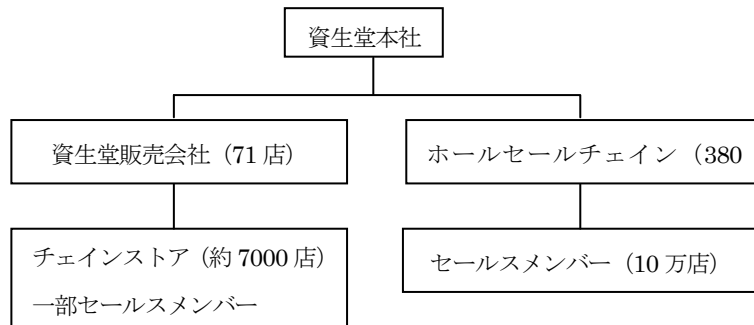 資生堂本社
資生堂販売会社（71 店）
ホールセールチェイン（380
チェインストア（約 7000 店）
一部セールスメンバー
セールスメンバー（10 万店）